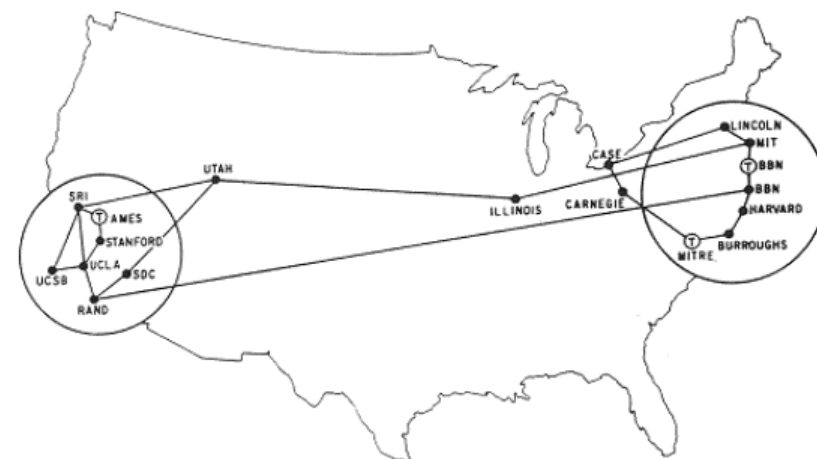 LINCOLN
MIT
CASE
T BBN
UTAH
BBN
SRI
ILLINOIS
CARNEGIE
T AMES
HARVARD
STANFORD
T
BURROUGHS
MITRE
UCLA
SDC
UCSB
RAND